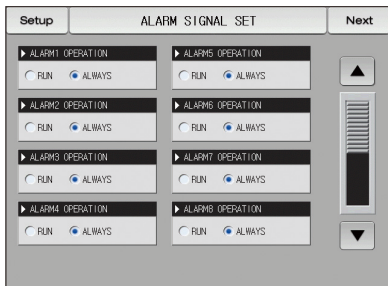 Setup ALARM SIGNAL SET Next
ALARM1 OPERATION
RUN ALWAYS
ALARM2 OPERATION
RUN ALWAYS
ALARM3 OPERATION
RUN ALWAYS
ALARM4 OPERATION
RUN ALWAYS
ALARM5 OPERATION
RUN ALWAYS
ALARM6 OPERATION
RUN ALWAYS
ALARM7 OPERATION
RUN ALWAYS
ALARM8 OPERATION
RUN ALWAYS